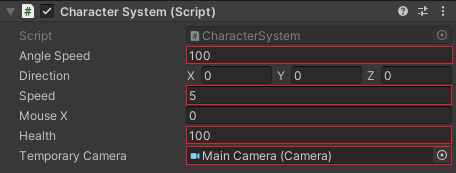 Character System (Script)
Script CharacterSystem
Angle Speed 100
Direction X 0 Y 0 Z 0
Speed 5
Mouse X 0
Health 100
Temporary Camera Main Camera (Camera)